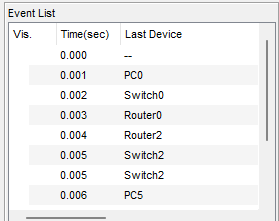 Event List
Vis. Time(sec) Last Device
0.000 --
0.001 PC0
0.002 Switch0
0.003 Router0
0.004 Router2
0.005 Switch2
0.005 Switch2
0.006 PC5